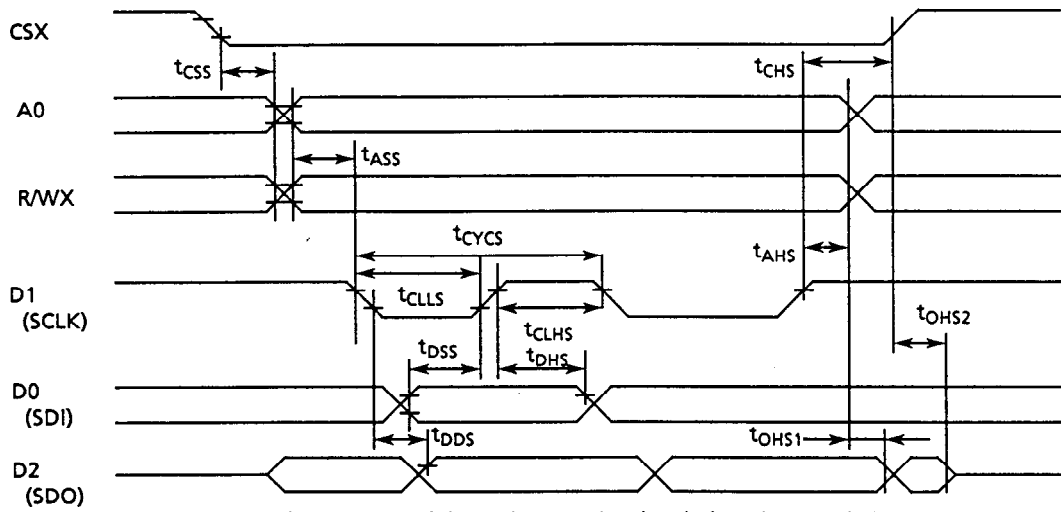 CSX
tCSS
tCHS
A0
tASS
R/WX
tCYCS
tAHS
D1
(SCLK)
tCLLS
tCLHS
tOHS2
tDSS
tDHS
D0
(SDI)
tDDS
tOHS1
D2
(SDO)